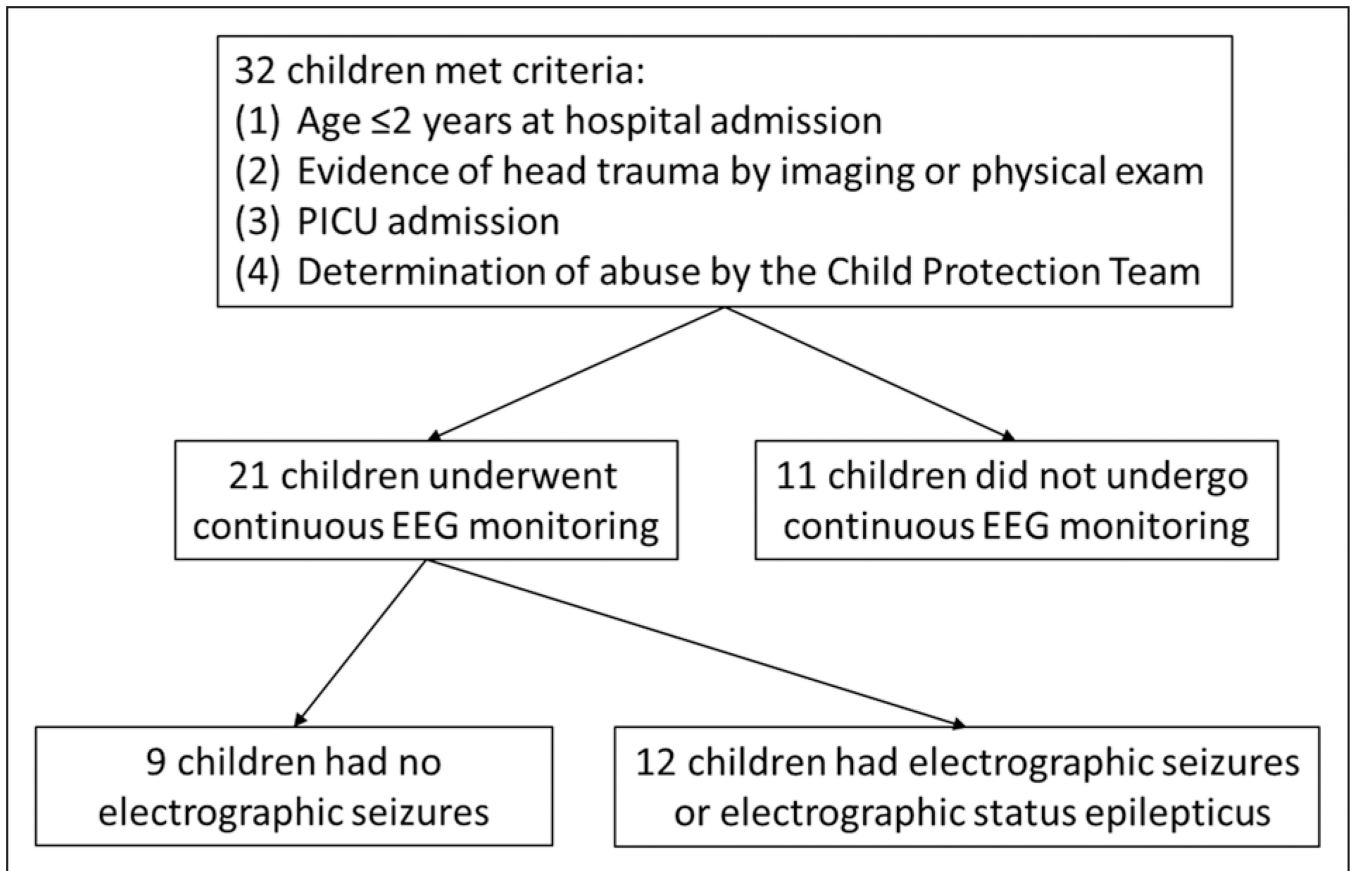 32 children met criteria:
(1) Age ≤2 years at hospital admission
(2) Evidence of head trauma by imaging or physical exam
(3) PICU admission
(4) Determination of abuse by the Child Protection Team
21 children underwent
continuous EEG monitoring
11 children did not undergo
continuous EEG monitoring
9 children had no
electrographic seizures
12 children had electrographic seizures
or electrographic status epilepticus